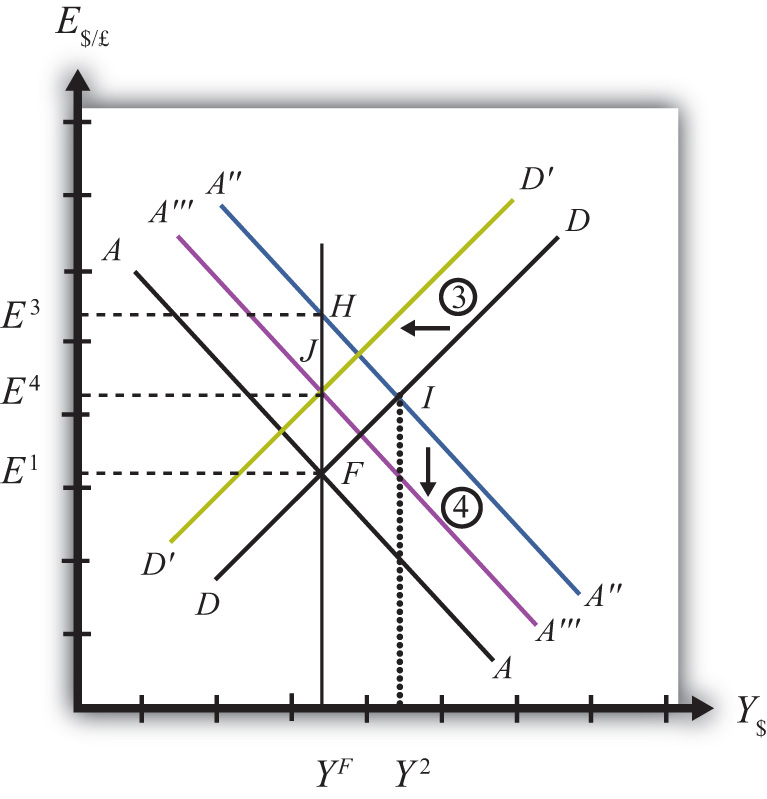 E$/£
A″
D′
A‴
D
A
③
E³
H
J
E⁴
I
E¹
F
④
D′
D
A″
A‴
A
Y$
Yᶠ
Y²